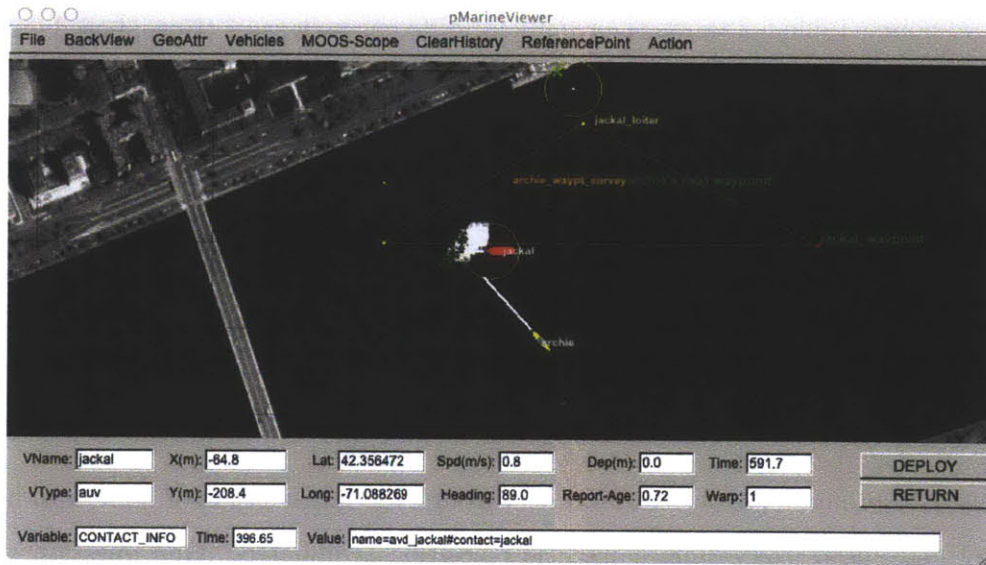 pMarineViewer
File BackView GeoAttr Vehicles MOOS-Scope ClearHistory ReferencePoint Action
jackal_loiter
archie_waypt_survey archie's next waypoint
jackal_waypoint
jackal
archie
VName: jackal X(m): -64.8 Lat: 42.356472 Spd(m/s): 0.8 Dep(m): 0.0 Time: 591.7 DEPLOY
VType: auv Y(m): -208.4 Long: -71.088269 Heading: 89.0 Report-Age: 0.72 Warp: 1 RETURN
Variable: CONTACT_INFO Time: 396.65 Value: name=avd_jackal#contact=jackal